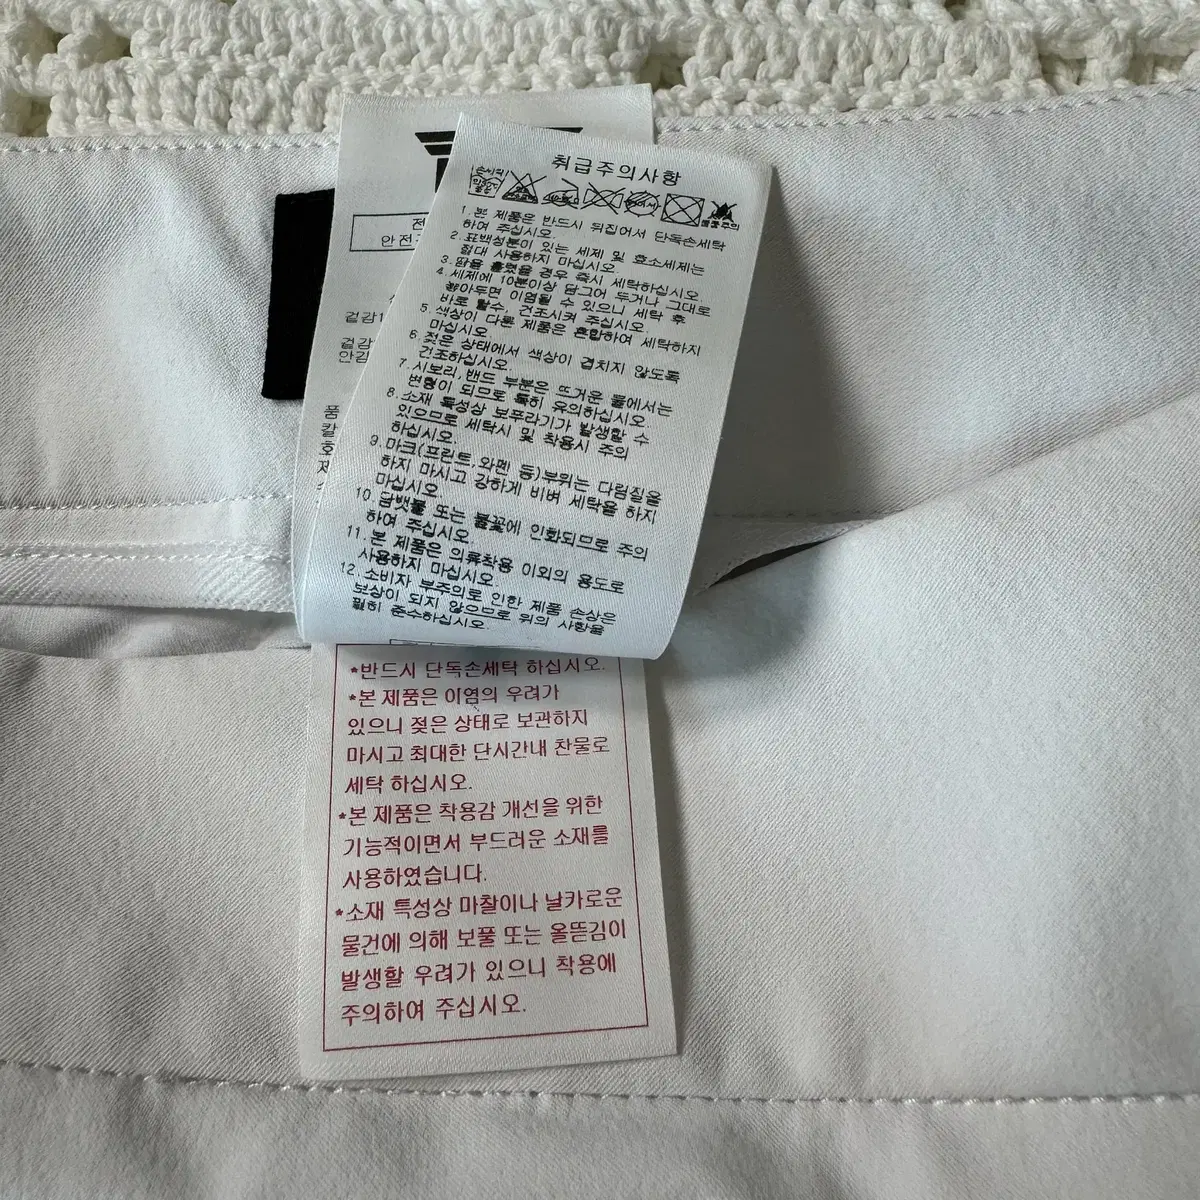 취급주의사항
1. 본 제품은 반드시 뒤집어서 단독손세탁
하여 주십시오.
2. 표백성분이 있는 세제 및 효소세제는
절대 사용하지 마십시오.
3. 땀을 흘렸을 경우 즉시 세탁하십시오.
4. 세제에 10분이상 담그어 두거나 그대로
놓아두면 이염될 수 있으니 세탁 후
바로 탈수, 건조시켜 주십시오.
5. 색상이 다른 제품은 혼합하여 세탁하지
마십시오.
6. 젖은 상태에서 색상이 겹치지 않도록
건조하십시오.
7. 시보리, 밴드 부분은 뜨거운 물에서는
변형이 되므로 특히 유의하십시오.
8. 소재 특성상 보푸라기가 발생할 수
있으므로 세탁시 및 착용시 주의
하십시오.
9. 마크(프린트, 와펜 등)부위는 다림질을
하지 마시고 강하게 비벼 세탁을 하지
마십시오.
10. 담뱃불 또는 불꽃에 인화되므로 주의
하여 주십시오.
11. 본 제품은 의류착용 이외의 용도로
사용하지 마십시오.
12. 소비자 부주의로 인한 제품 손상은
보상이 되지 않으므로 위의 사항을
필히 준수하십시오.
*반드시 단독손세탁 하십시오.
*본 제품은 이염의 우려가
있으니 젖은 상태로 보관하지
마시고 최대한 단시간내 찬물로
세탁 하십시오.
*본 제품은 착용감 개선을 위한
기능적이면서 부드러운 소재를
사용하였습니다.
*소재 특성상 마찰이나 날카로운
물건에 의해 보풀 또는 올뜯김이
발생할 우려가 있으니 착용에
주의하여 주십시오.